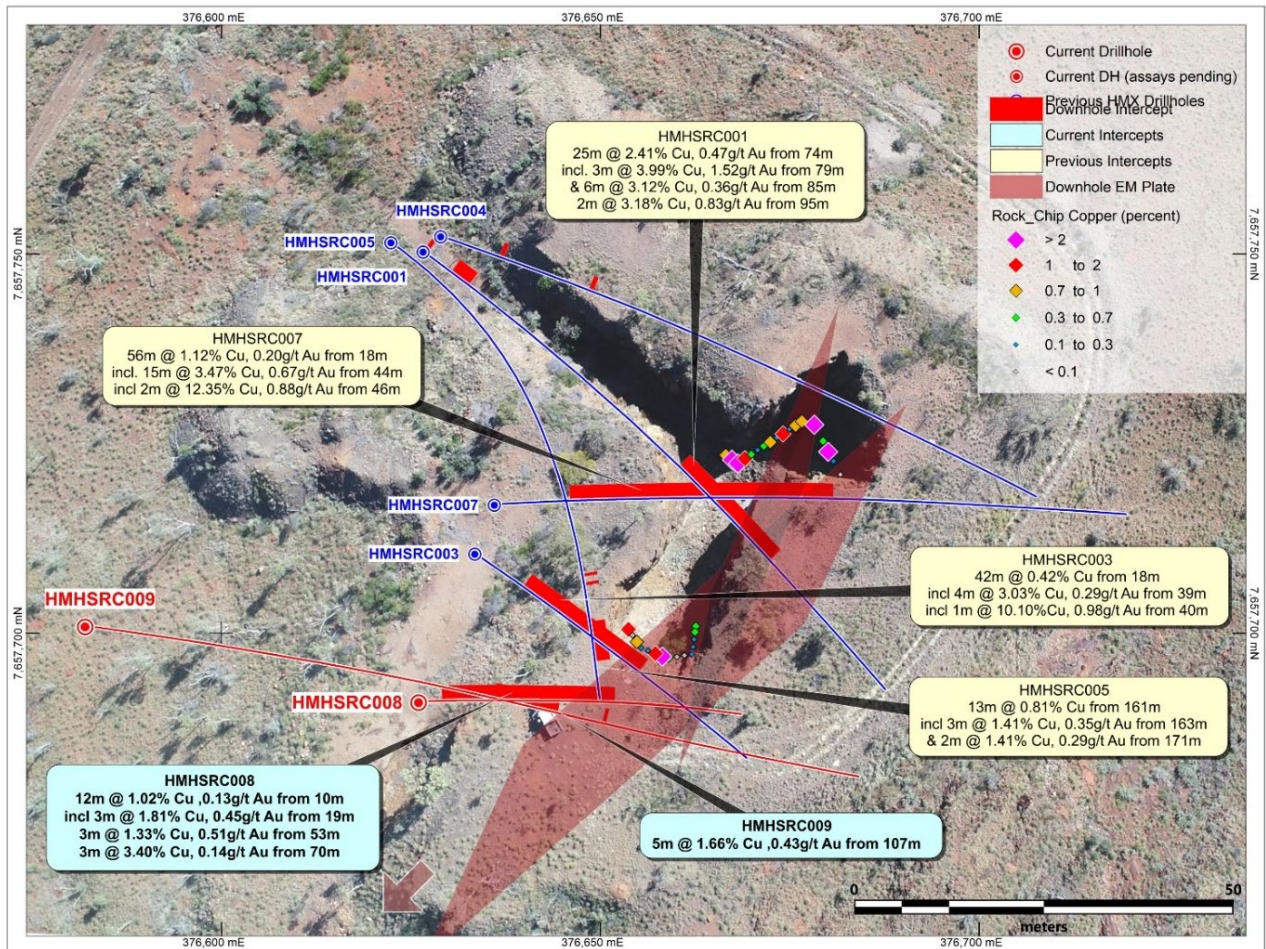 376,600 mE
376,650 mE
376,700 mE
7,657,750 mN
7,657,700 mN
Current Drillhole
Current DH (assays pending)
Previous HMX Drillholes
Downhole Intercept
Current Intercepts
Previous Intercepts
Downhole EM Plate
Rock_Chip Copper (percent)
> 2
1 to 2
0.7 to 1
0.3 to 0.7
0.1 to 0.3
< 0.1
HMHSRC001
25m @ 2.41% Cu, 0.47g/t Au from 74m
incl. 3m @ 3.99% Cu, 1.52g/t Au from 79m
& 6m @ 3.12% Cu, 0.36g/t Au from 85m
2m @ 3.18% Cu, 0.83g/t Au from 95m
HMHSRC004
HMHSRC005
HMHSRC001
7,657,750 mN
HMHSRC007
56m @ 1.12% Cu, 0.20g/t Au from 18m
incl. 15m @ 3.47% Cu, 0.67g/t Au from 44m
incl 2m @ 12.35% Cu, 0.88g/t Au from 46m
HMHSRC007
HMHSRC003
HMHSRC003
42m @ 0.42% Cu from 18m
incl 4m @ 3.03% Cu, 0.29g/t Au from 39m
incl 1m @ 10.10%Cu, 0.98g/t Au from 40m
HMHSRC009
7,657,700 mN
HMHSRC008
HMHSRC005
13m @ 0.81% Cu from 161m
incl 3m @ 1.41% Cu, 0.35g/t Au from 163m
& 2m @ 1.41% Cu, 0.29g/t Au from 171m
HMHSRC008
12m @ 1.02% Cu ,0.13g/t Au from 10m
incl 3m @ 1.81% Cu, 0.45g/t Au from 19m
3m @ 1.33% Cu, 0.51g/t Au from 53m
3m @ 3.40% Cu, 0.14g/t Au from 70m
HMHSRC009
5m @ 1.66% Cu ,0.43g/t Au from 107m
0
50
meters
376,600 mE
376,650 mE
376,700 mE